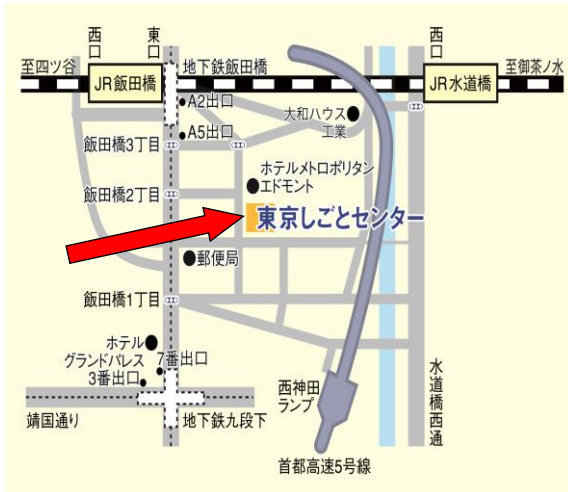 西口
東口
西口
至四ツ谷
JR飯田橋
地下鉄飯田橋
JR水道橋
至御茶ノ水
A2出口
大和ハウス
工業
A5出口
飯田橋3丁目
ホテルメトロポリタン
エドモント
飯田橋2丁目
東京しごとセンター
郵便局
飯田橋1丁目
ホテル
グランドパレス
7番出口
3番出口
西神田
ランプ
水道橋西通
靖国通り
地下鉄九段下
首都高速5号線